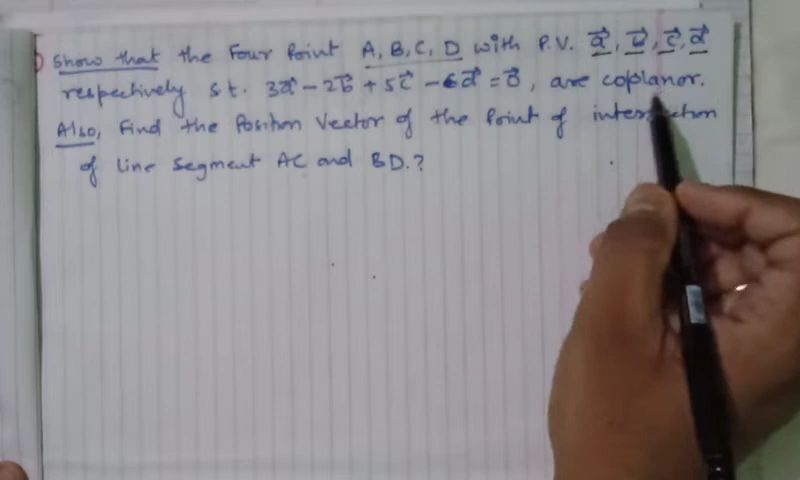 Show that the Four Point A, B, C, D with P.V. a⃗, b⃗, c⃗, d⃗
respectively s.t. 3a⃗ - 2b⃗ + 5c⃗ - 6d⃗ = 0⃗, are coplanar.
Also, Find the Position Vector of the Point of intersection
of Line Segment AC and BD.?